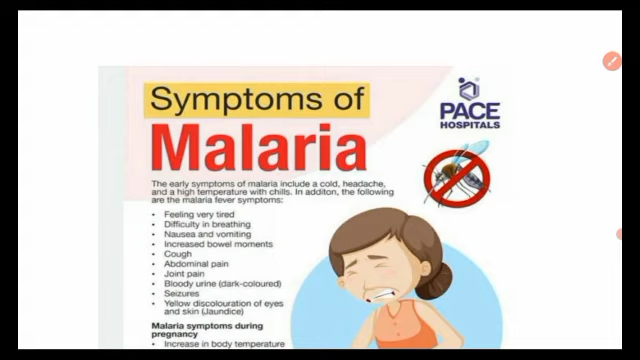 Symptoms of
Malaria
PACE
HOSPITALS
The early symptoms of malaria include a cold, headache,
and a high temperature with chills. In additon, the following
are the malaria fever symptoms:
• Feeling very tired
• Difficulty in breathing
• Nausea and vomiting
• Increased bowel moments
• Cough
• Abdominal pain
• Joint pain
• Bloody urine (dark-coloured)
• Seizures
• Yellow discolouration of eyes
and skin (Jaundice)
Malaria symptoms during
pregnancy
• Increase in body temperature